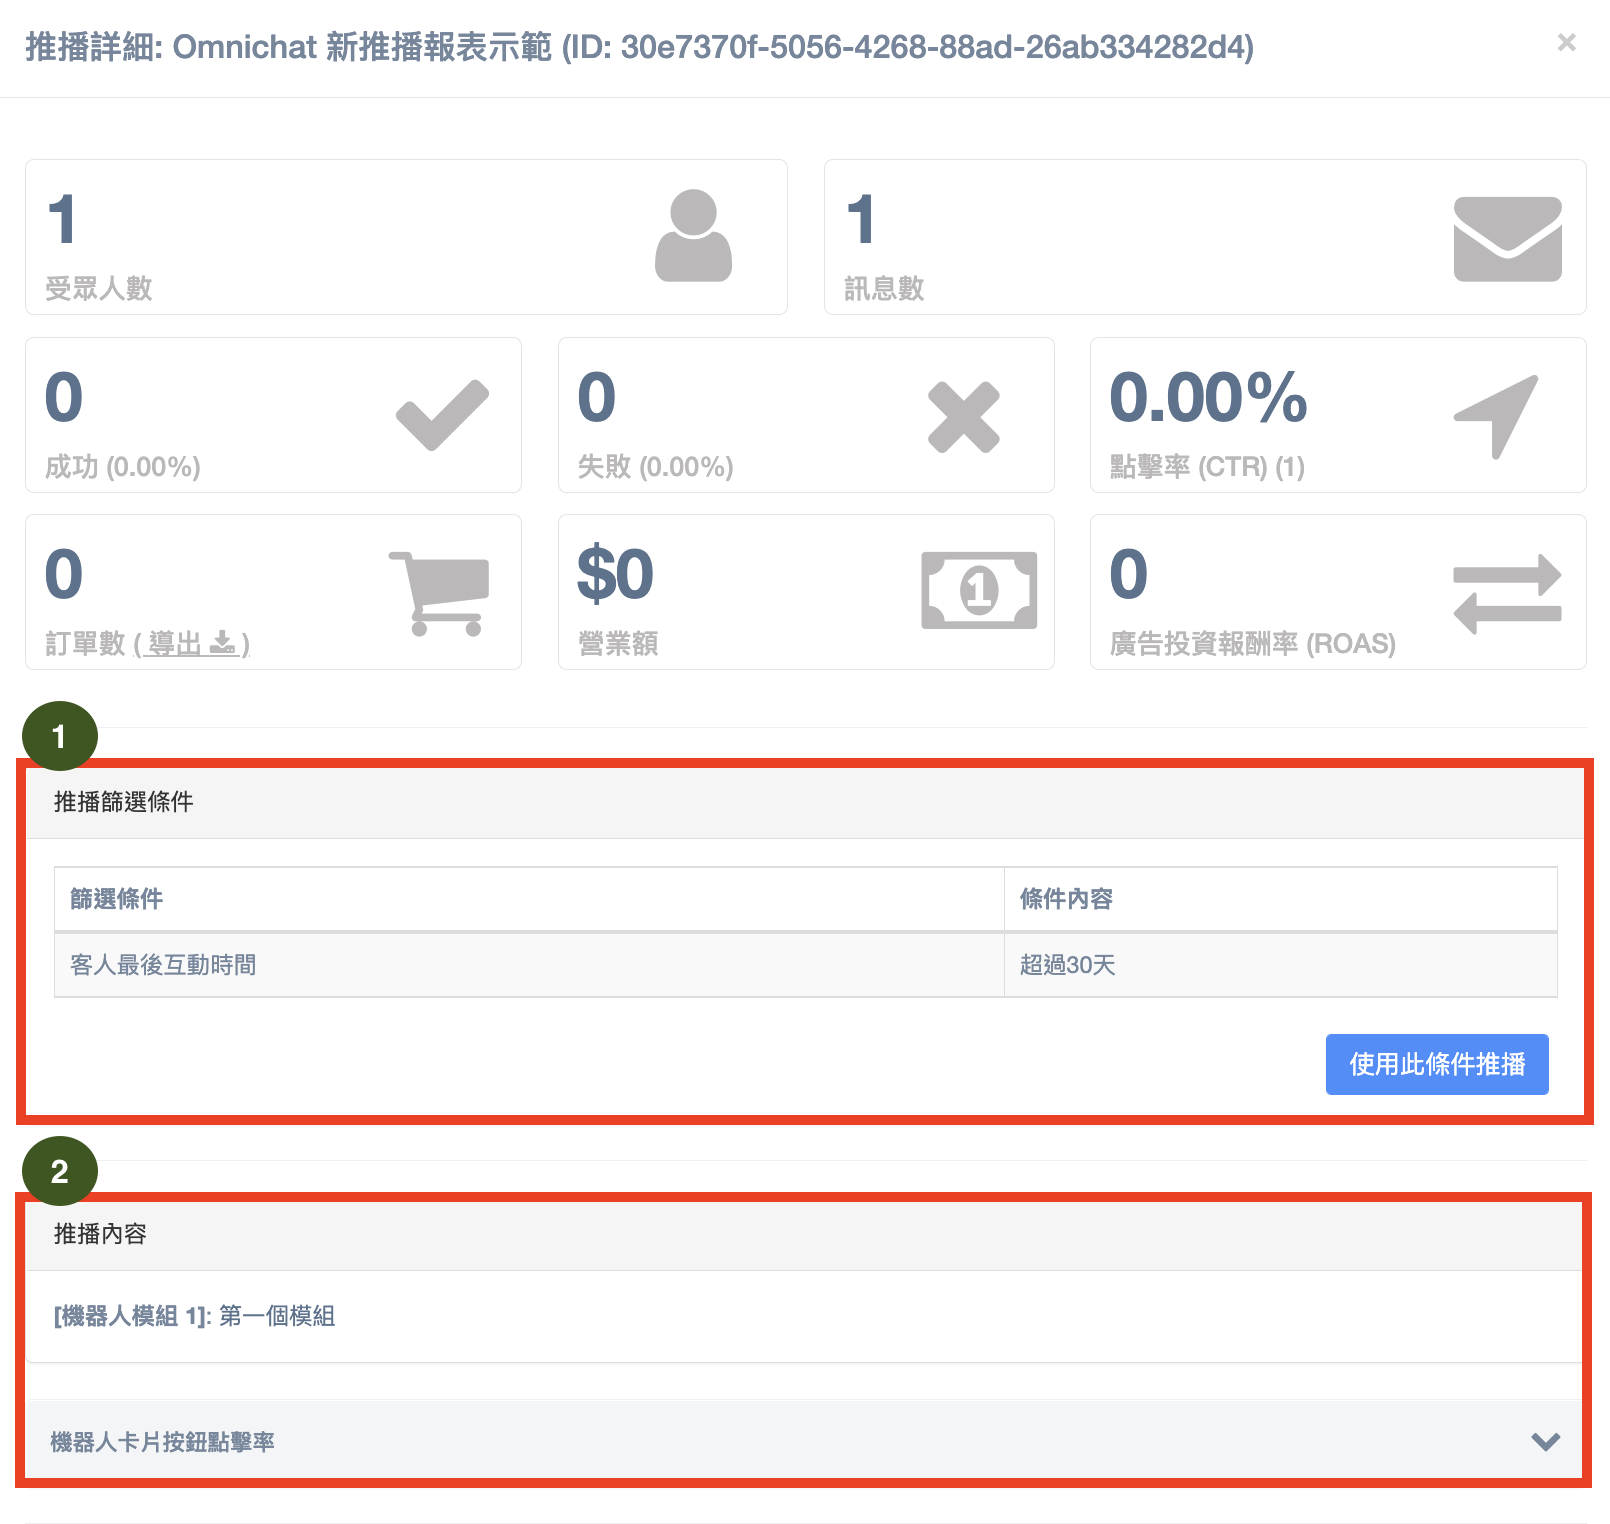 推播詳細: Omnichat 新推播報表示範 (ID: 30e7370f-5056-4268-88ad-26ab334282d4)
×
1
受眾人數
1
訊息數
0
成功 (0.00%)
0
失敗 (0.00%)
0.00%
點擊率 (CTR) (1)
0
訂單數 ( 導出 )
$0
營業額
1
0
廣告投資報酬率 (ROAS)
1
推播篩選條件
篩選條件 條件內容
客人最後互動時間 超過30天
使用此條件推播
2
推播內容
[機器人模組 1]: 第一個模組
機器人卡片按鈕點擊率